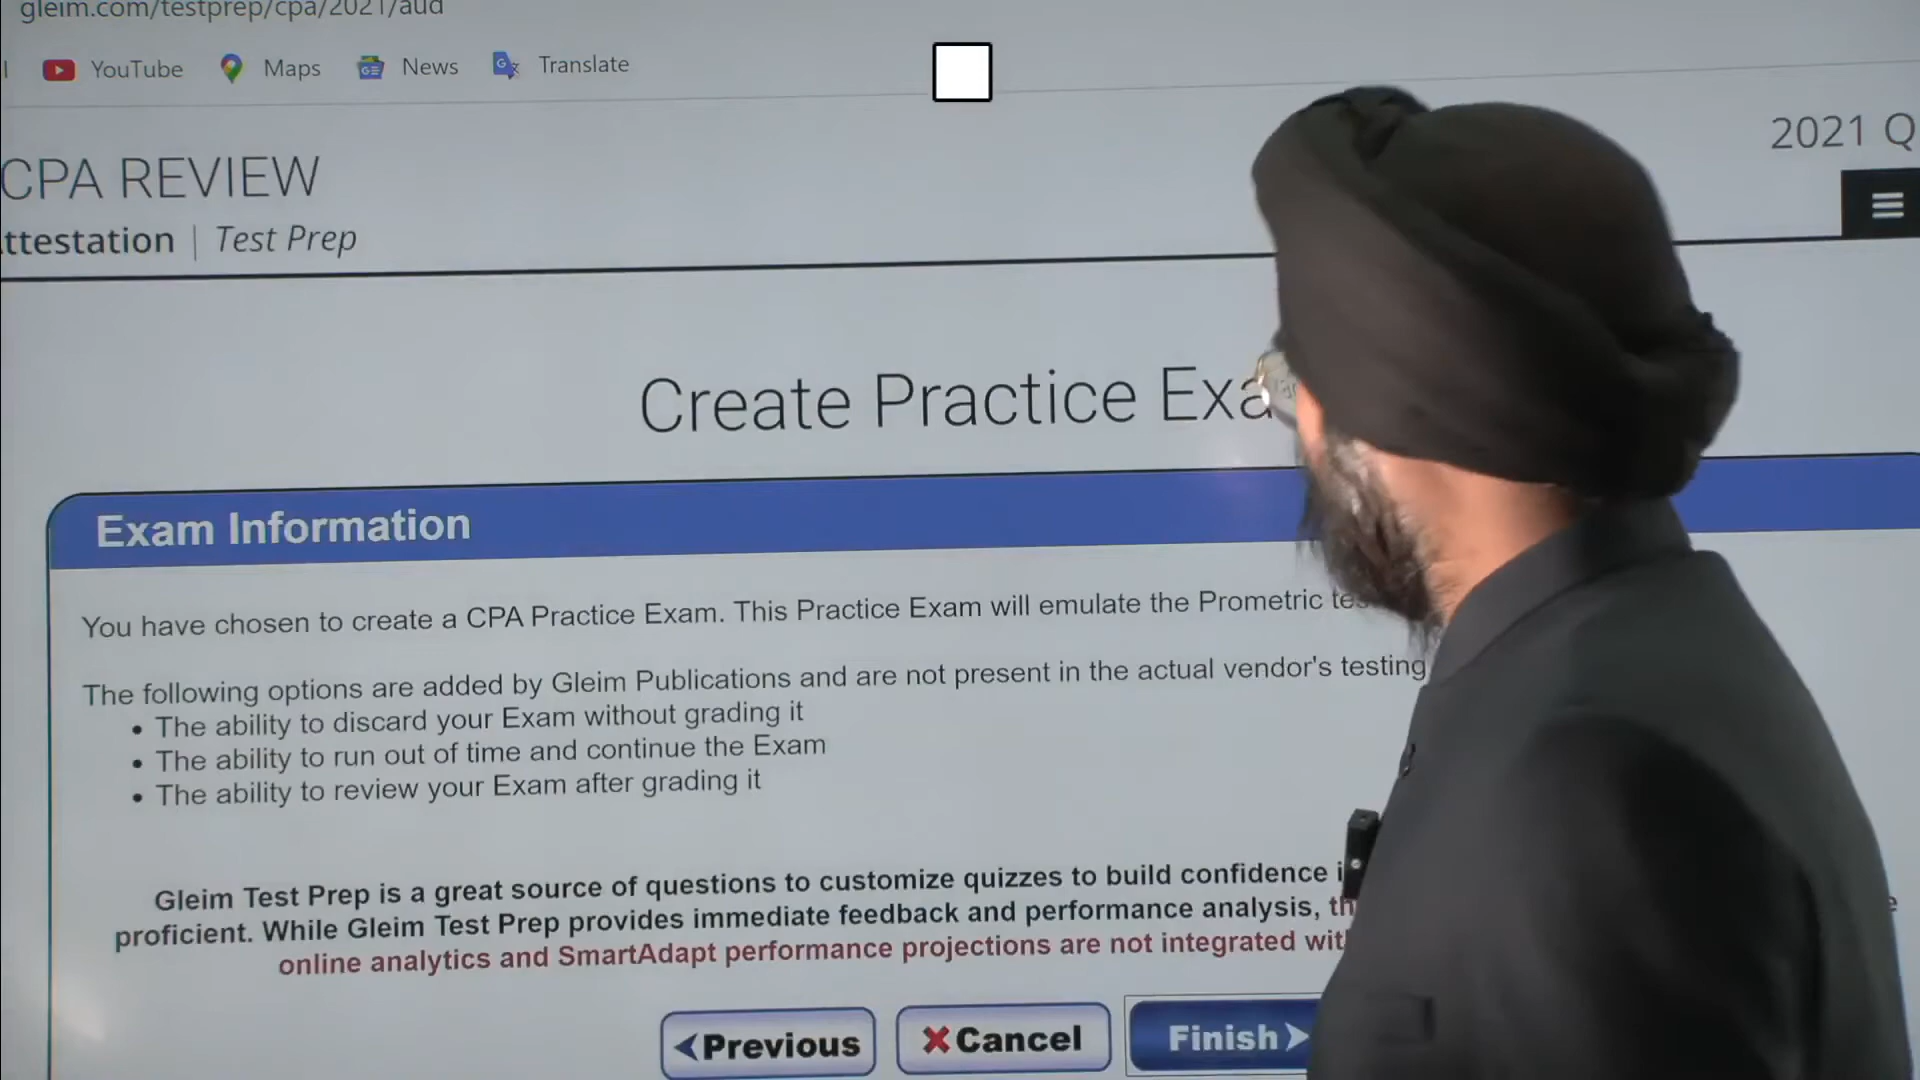 gleim.com/testprep/cpa/2021/aud
YouTube Maps News Translate
CPA REVIEW
2021 Q
ttestation | Test Prep
Create Practice Exa
Exam Information
You have chosen to create a CPA Practice Exam. This Practice Exam will emulate the Prometric te
The following options are added by Gleim Publications and are not present in the actual vendor's testing
• The ability to discard your Exam without grading it
• The ability to run out of time and continue the Exam
• The ability to review your Exam after grading it
Gleim Test Prep is a great source of questions to customize quizzes to build confidence i
proficient. While Gleim Test Prep provides immediate feedback and performance analysis, th
online analytics and SmartAdapt performance projections are not integrated wit
Previous Cancel Finish